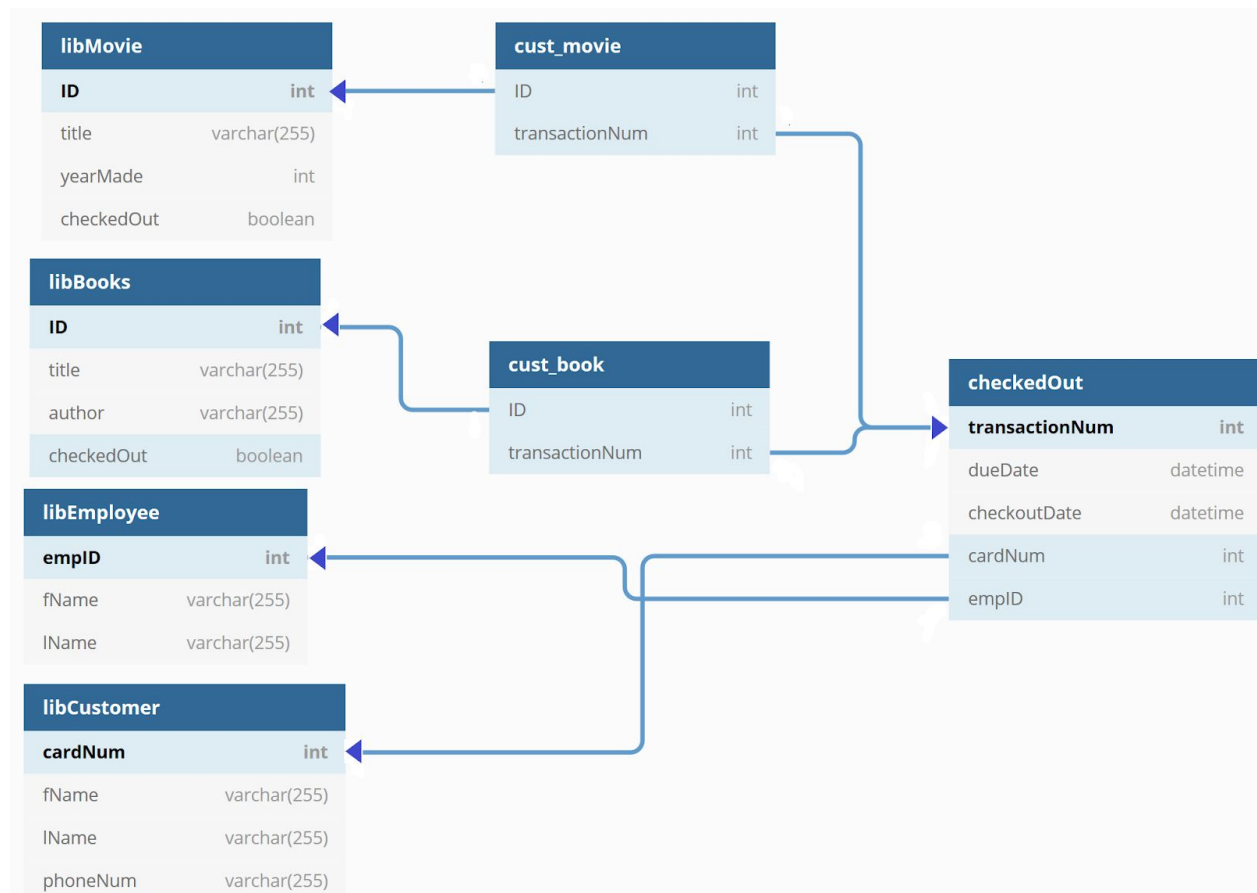 libMovie
ID int
title varchar(255)
yearMade int
checkedOut boolean
cust_movie
ID int
transactionNum int
libBooks
ID int
title varchar(255)
author varchar(255)
checkedOut boolean
cust_book
ID int
transactionNum int
checkedOut
transactionNum int
dueDate datetime
checkoutDate datetime
cardNum int
empID int
libEmployee
empID int
fName varchar(255)
lName varchar(255)
libCustomer
cardNum int
fName varchar(255)
lName varchar(255)
phoneNum varchar(255)